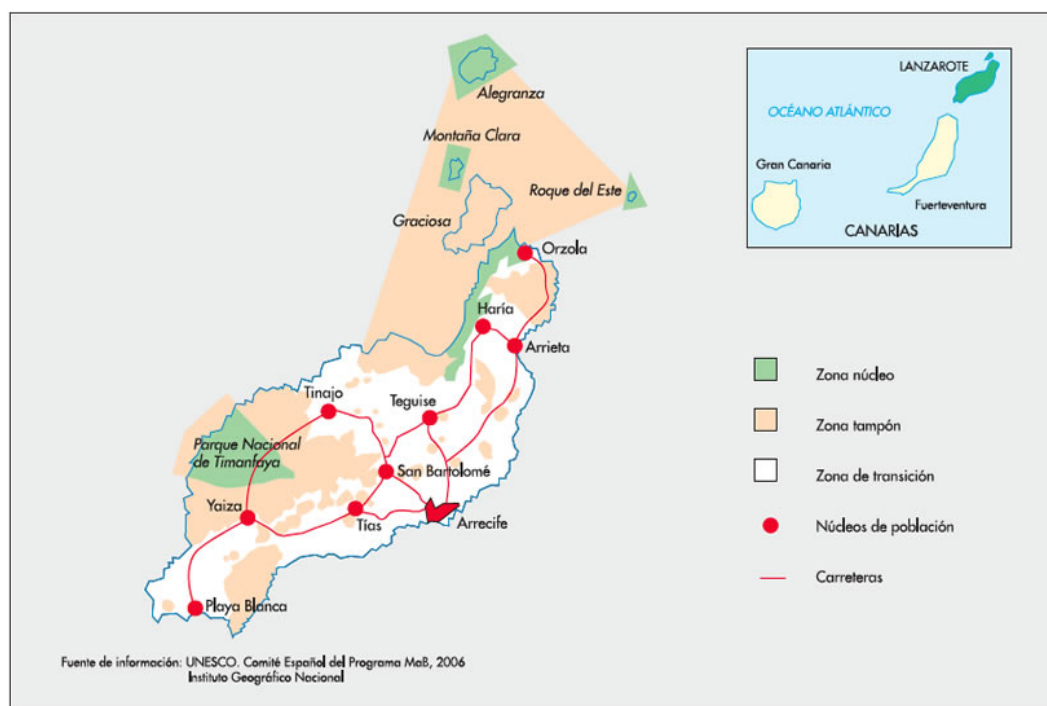 Alegranza
Montaña Clara
Roque del Este
Graciosa
Orzola
Haría
Arrieta
Tinajo
Teguise
Parque Nacional
de Timanfaya
San Bartolomé
Yaiza
Tías
Arrecife
Playa Blanca
Fuente de información: UNESCO. Comité Español del Programa MaB, 2006
Instituto Geográfico Nacional
LANZAROTE
OCÉANO ATLÁNTICO
Gran Canaria
Fuerteventura
CANARÍAS
Zona núcleo
Zona tampón
Zona de transición
Núcleos de población
Carreteras